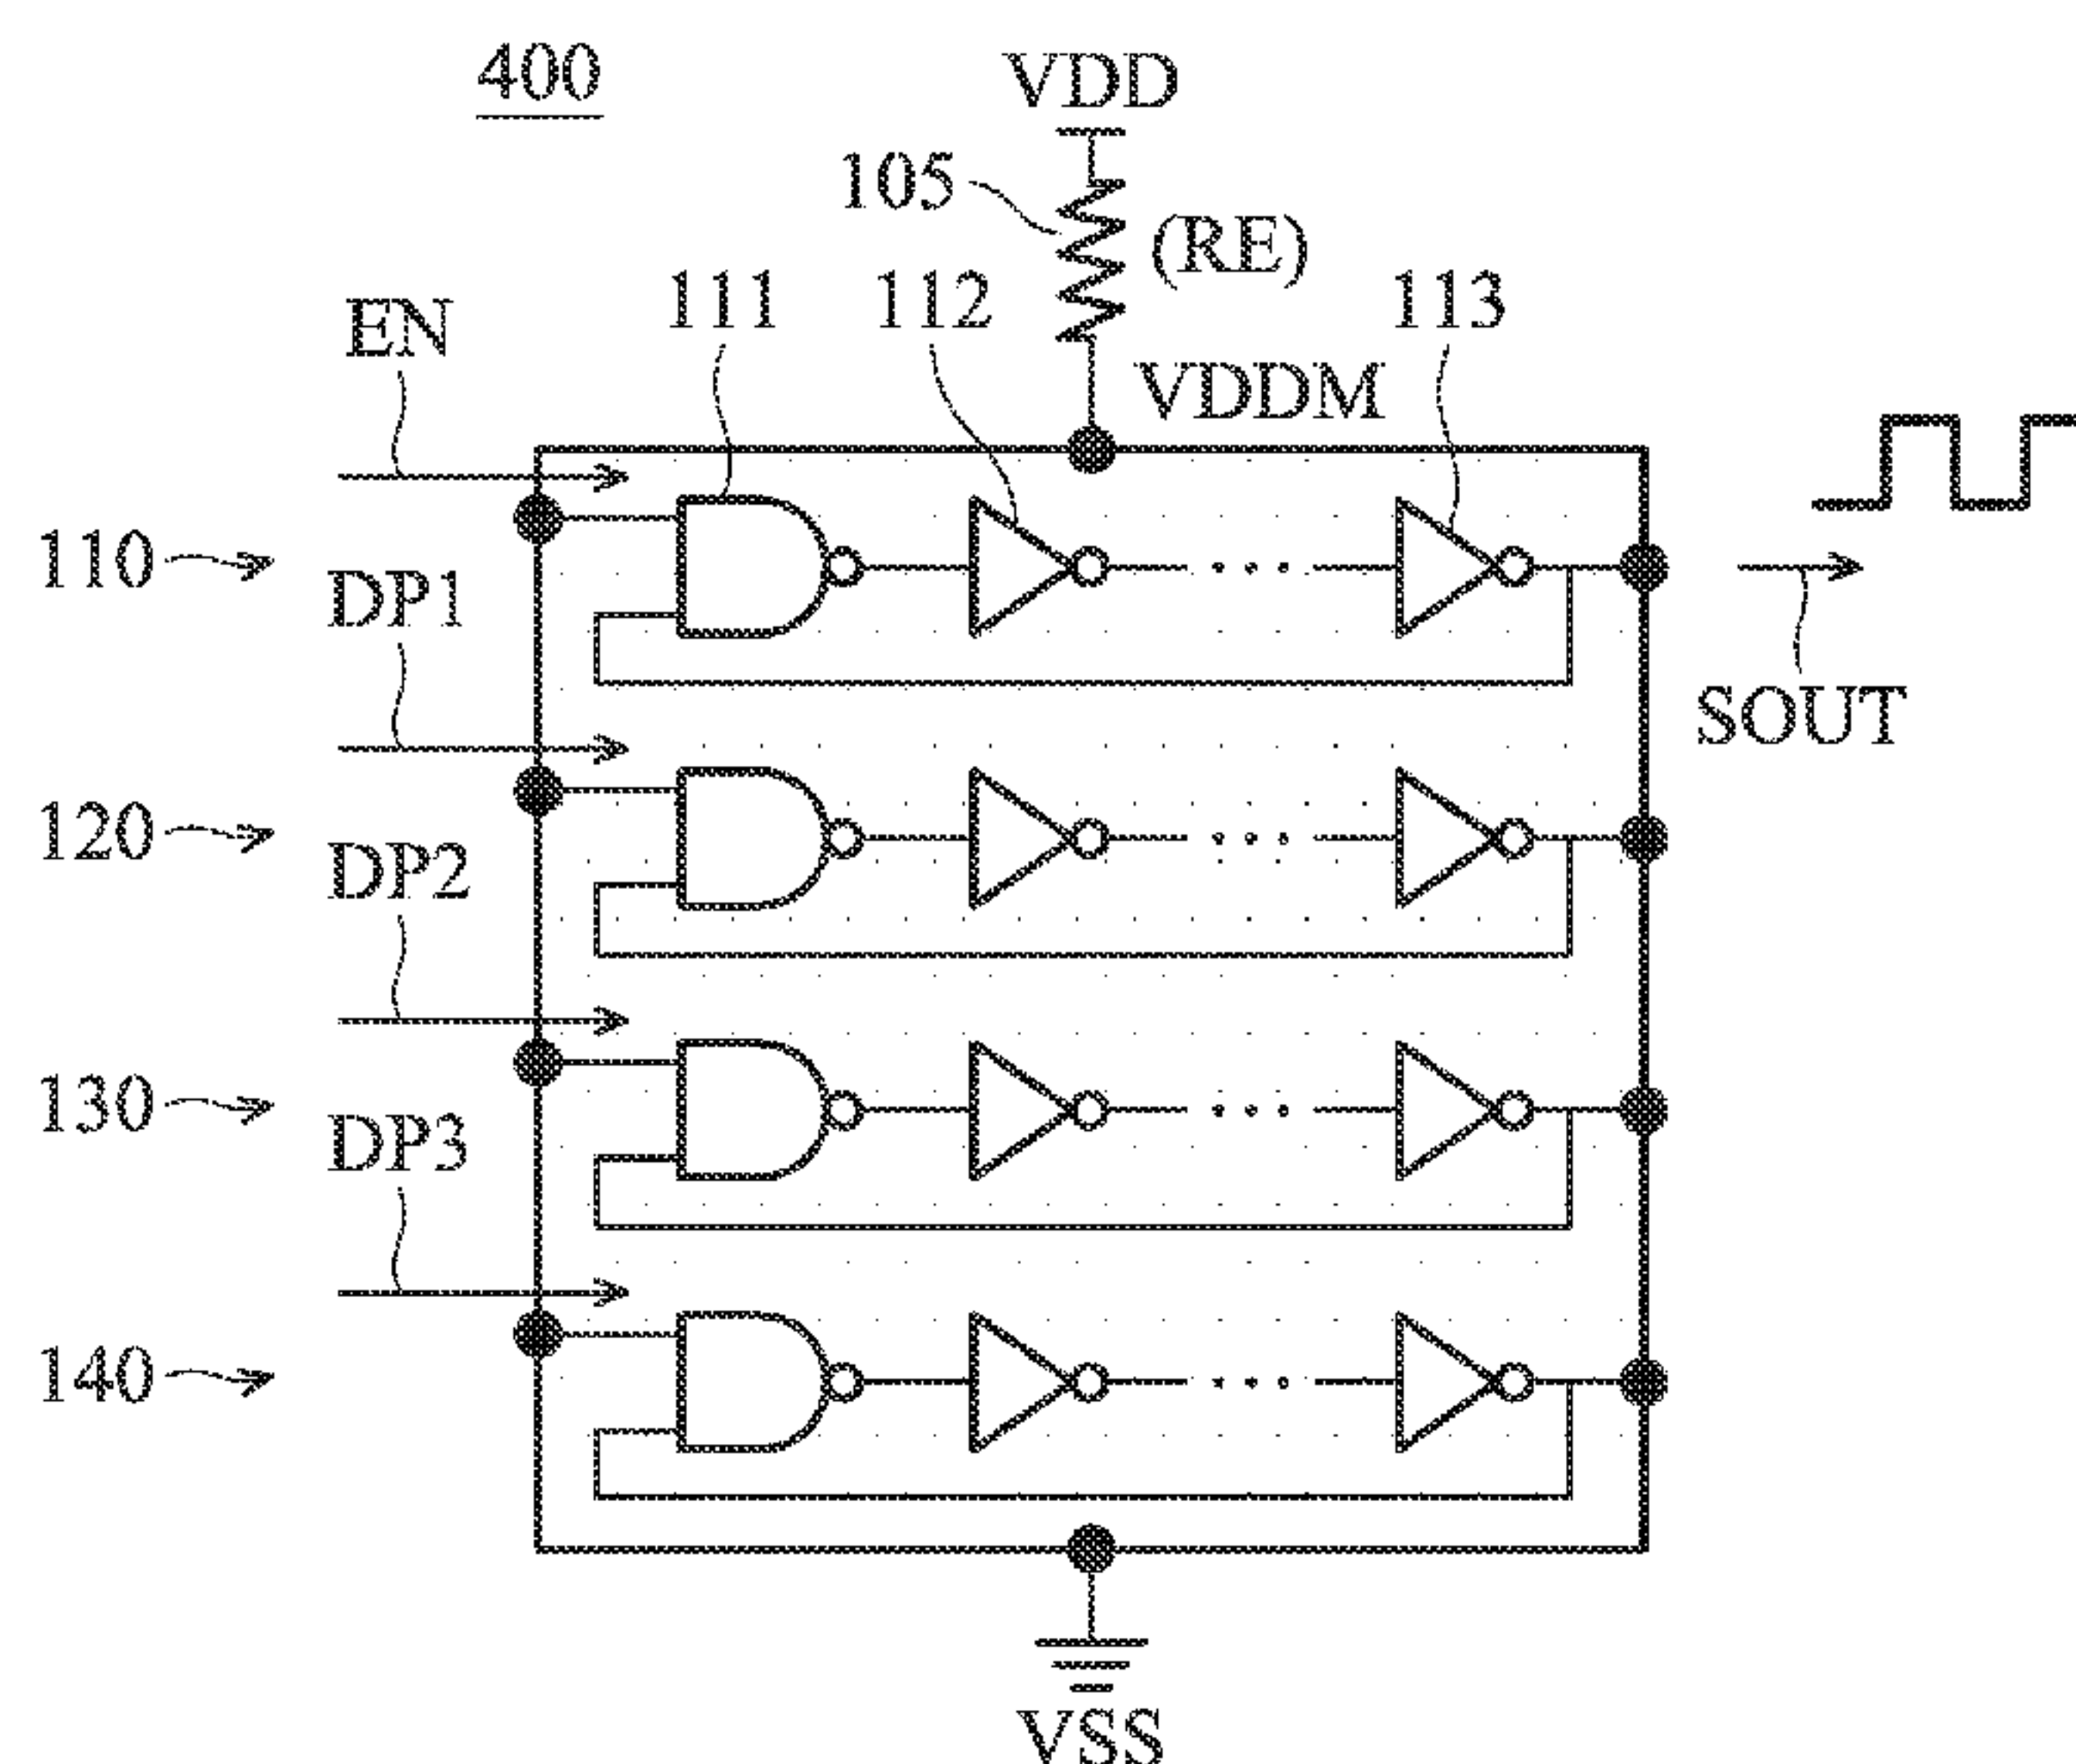 400
VDD
105
(RE)
111
112
113
EN
VDDM
110
DP1
SOUT
120
DP2
130
DP3
140
VSS